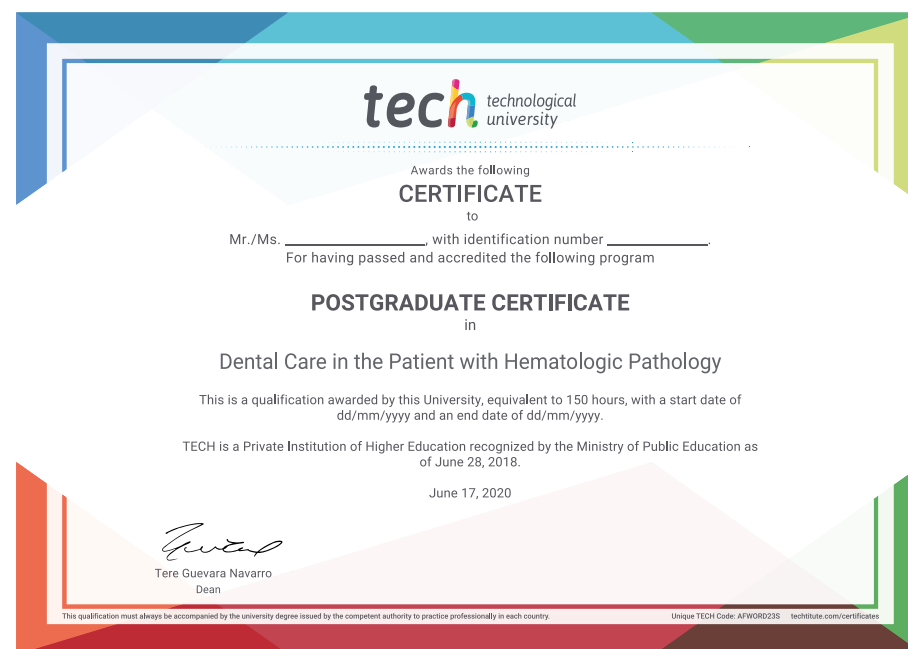 tech technological
university
Awards the following
CERTIFICATE
to
Mr./Ms. ____________________, with identification number ______________.
For having passed and accredited the following program
POSTGRADUATE CERTIFICATE
in
Dental Care in the Patient with Hematologic Pathology
This is a qualification awarded by this University, equivalent to 150 hours, with a start date of
dd/mm/yyyy and an end date of dd/mm/yyyy.
TECH is a Private Institution of Higher Education recognized by the Ministry of Public Education as
of June 28, 2018.
June 17, 2020
Tere Guevara Navarro
Dean
This qualification must always be accompanied by the university degree issued by the competent authority to practice professionally in each country.
Unique TECH Code: AFWORD23S techtitute.com/certificates